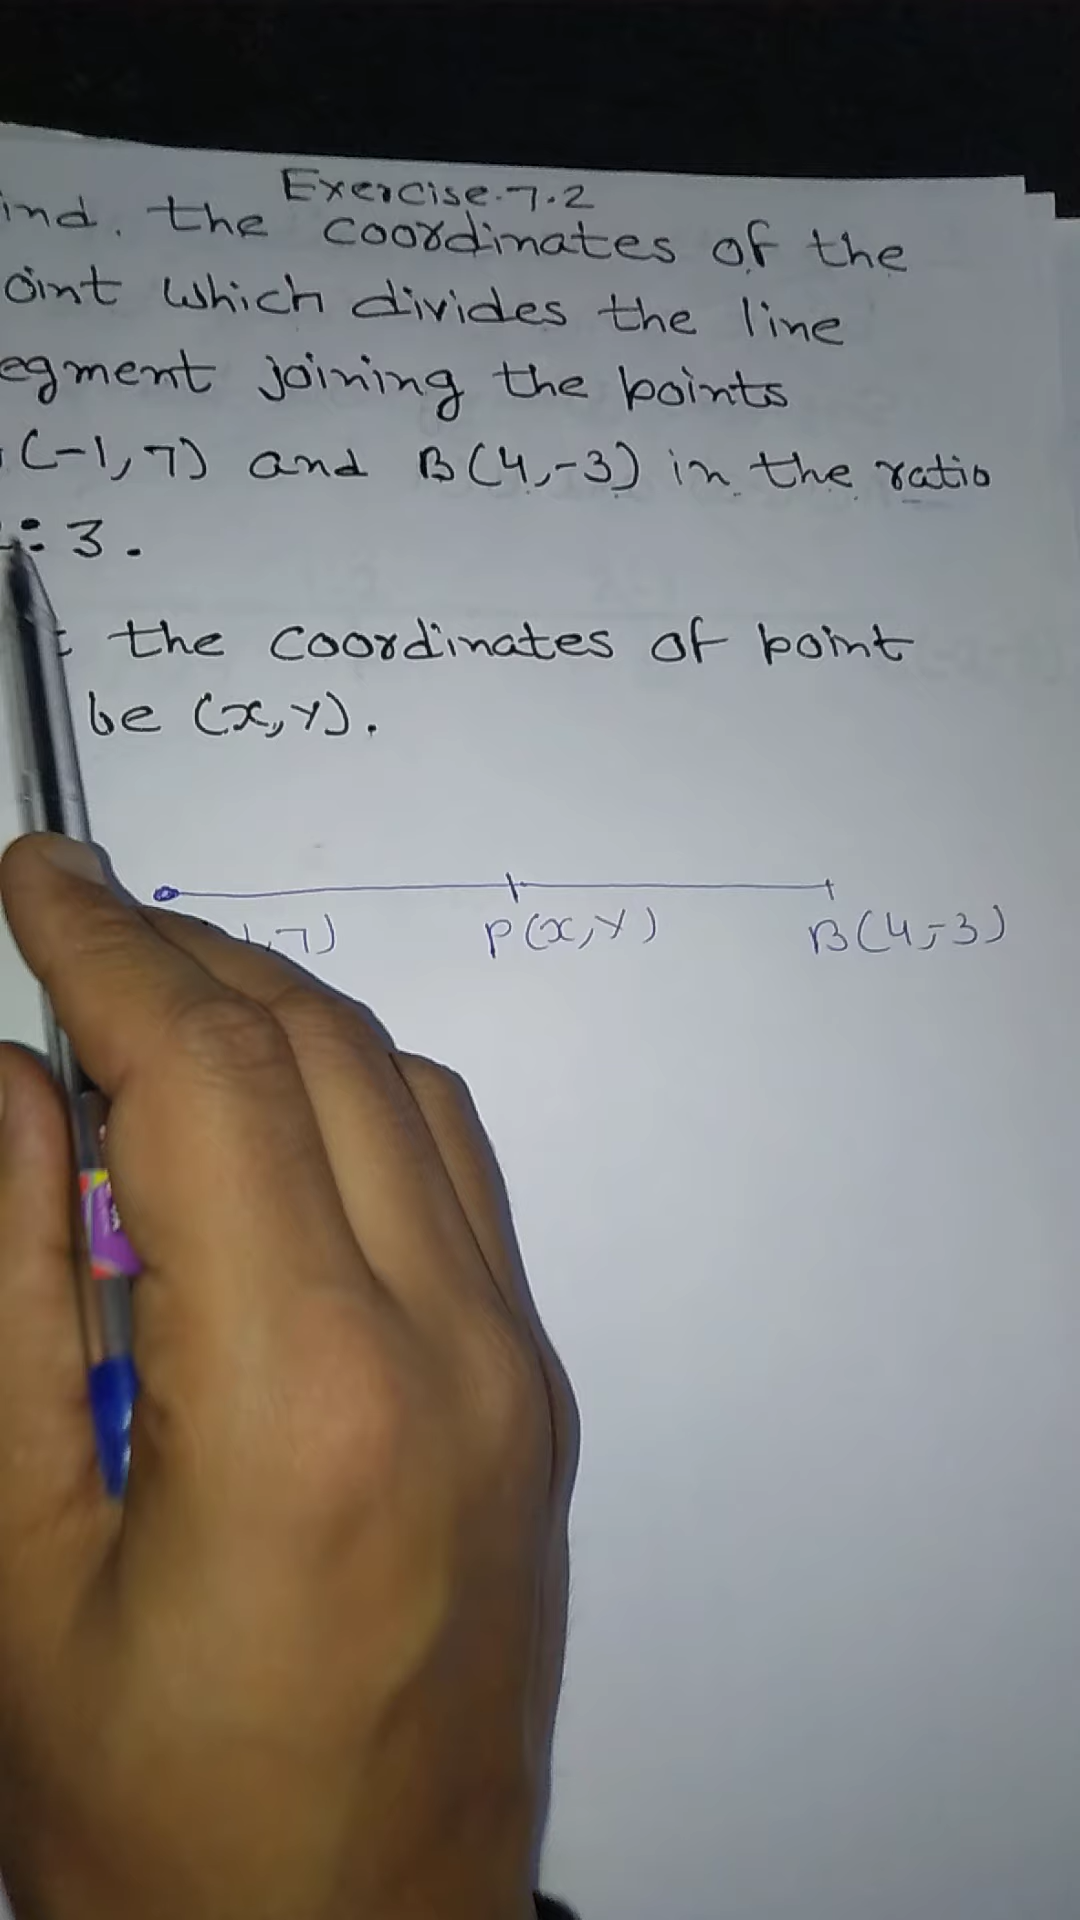 Exercise.7.2
ind. the coordinates of the
oint which divides the line
egment joining the points
(-1,7) and B(4,-3) in the ratio
:3.
the coordinates of point
be (x,y).
,7) P(x,y) B(4,-3)